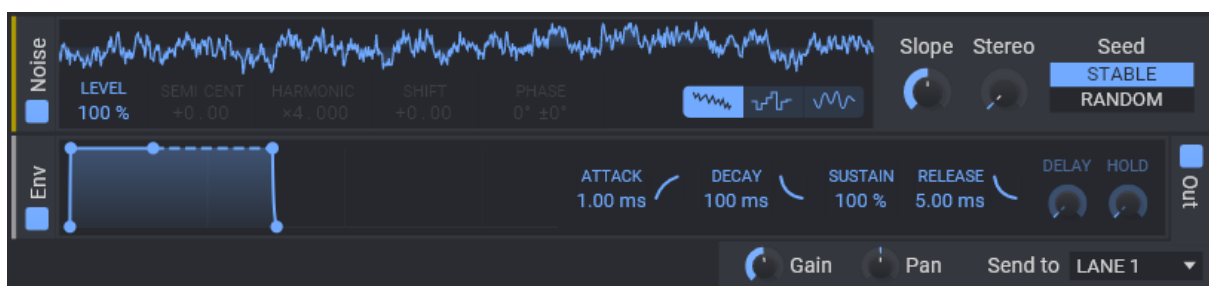 Noise
LEVEL
100 %
SEMI CENT
+0 . 00
HARMONIC
×4 . 000
SHIFT
+0 . 00
PHASE
0° ±0°
Slope
Stereo
Seed
STABLE
RANDOM
Env
ATTACK
1.00 ms
DECAY
100 ms
SUSTAIN
100 %
RELEASE
5.00 ms
DELAY
HOLD
Out
Gain
Pan
Send to LANE 1